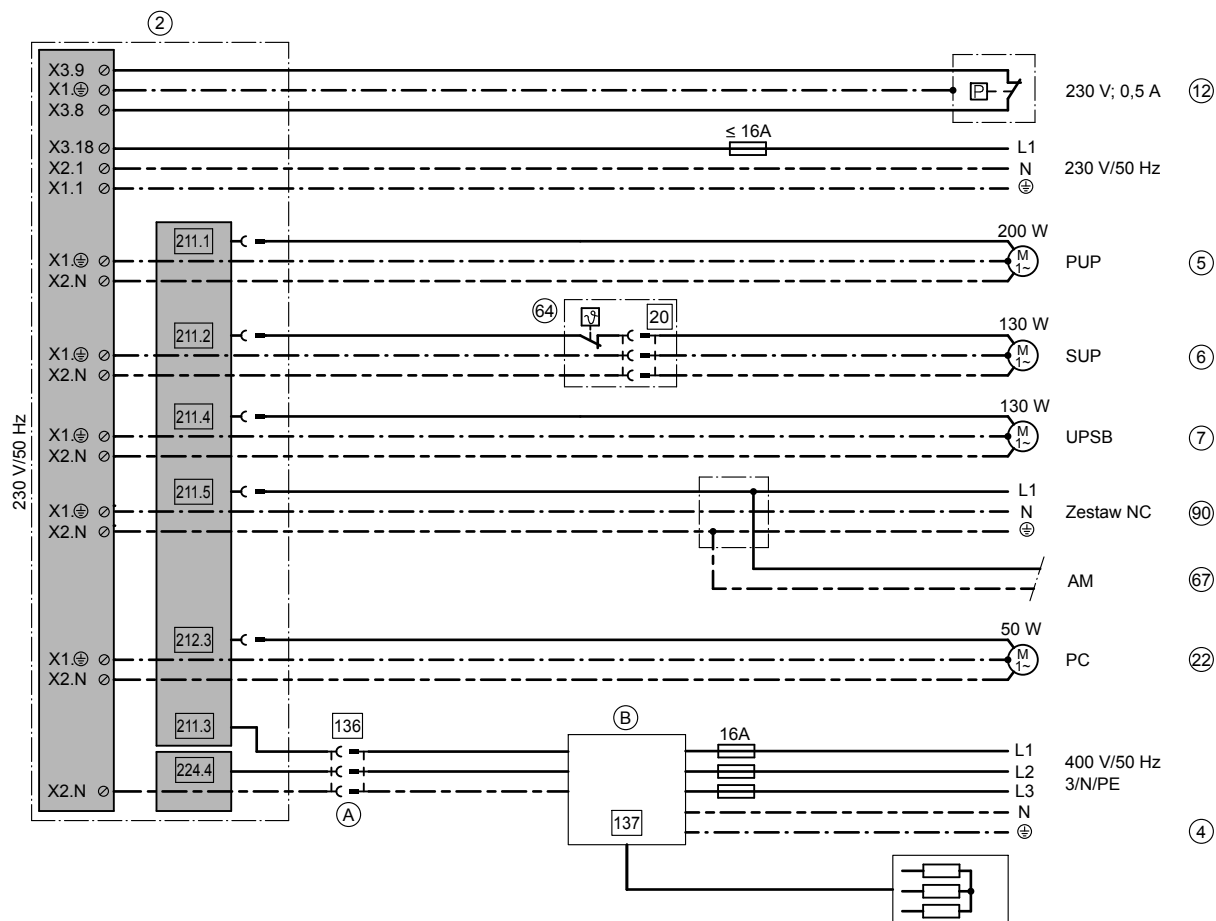 2
X3.9
X1.⏚
P
230 V; 0,5 A
12
X3.8
≤ 16A
X3.18
L1
X2.1
N
230 V/50 Hz
X1.1
⏚
200 W
211.1
X1.⏚
M
1~
PUP
5
X2.N
64
ϑ
20
130 W
211.2
X1.⏚
M
1~
SUP
6
X2.N
130 W
211.4
X1.⏚
M
1~
UPSB
7
X2.N
230 V/50 Hz
211.5
L1
X1.⏚
N
Zestaw NC
90
X2.N
⏚
AM
67
50 W
212.3
X1.⏚
M
1~
PC
22
X2.N
211.3
136
B
16A
L1
224.4
L2
400 V/50 Hz
3/N/PE
X2.N
L3
A
137
N
⏚
4